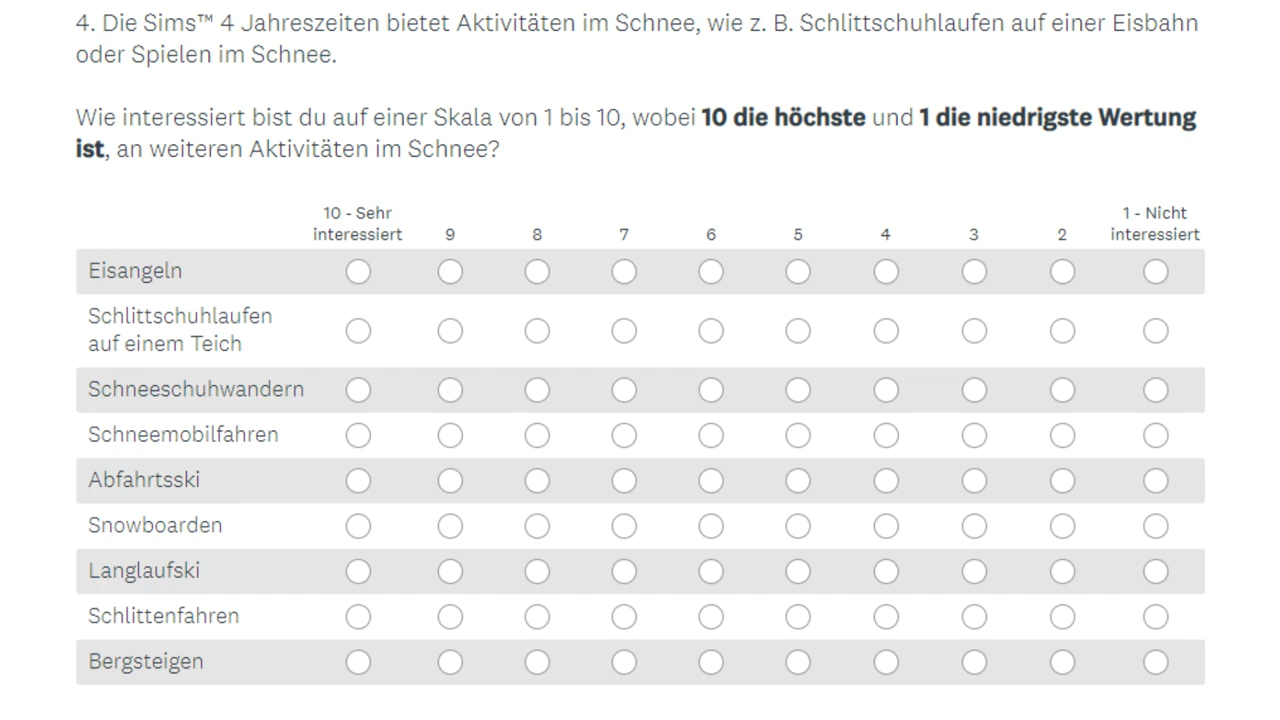 4. Die Sims™ 4 Jahreszeiten bietet Aktivitäten im Schnee, wie z. B. Schlittschuhlaufen auf einer Eisbahn
oder Spielen im Schnee.
Wie interessiert bist du auf einer Skala von 1 bis 10, wobei 10 die höchste und 1 die niedrigste Wertung
ist, an weiteren Aktivitäten im Schnee?
10 - Sehr interessiert 9 8 7 6 5 4 3 2 1 - Nicht interessiert
Eisangeln
Schlittschuhlaufen
auf einem Teich
Schneeschuhwandern
Schneemobilfahren
Abfahrtsski
Snowboarden
Langlaufski
Schlittenfahren
Bergsteigen